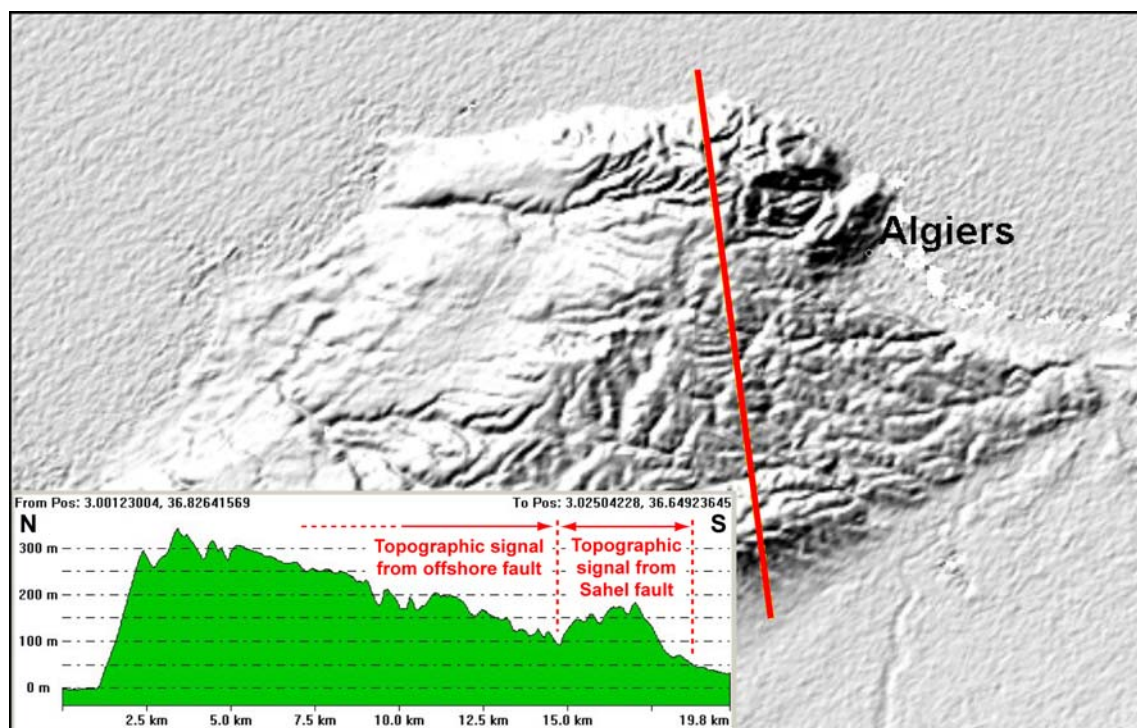 Algiers
From Pos: 3.00123004, 36.82641569 To Pos: 3.02504228, 36.64923645
N S
300 m
Topographic signal
from offshore fault
Topographic
signal from
Sahel fault
200 m
100 m
0 m
2.5 km 5.0 km 7.5 km 10.0 km 12.5 km 15.0 km 19.8 km